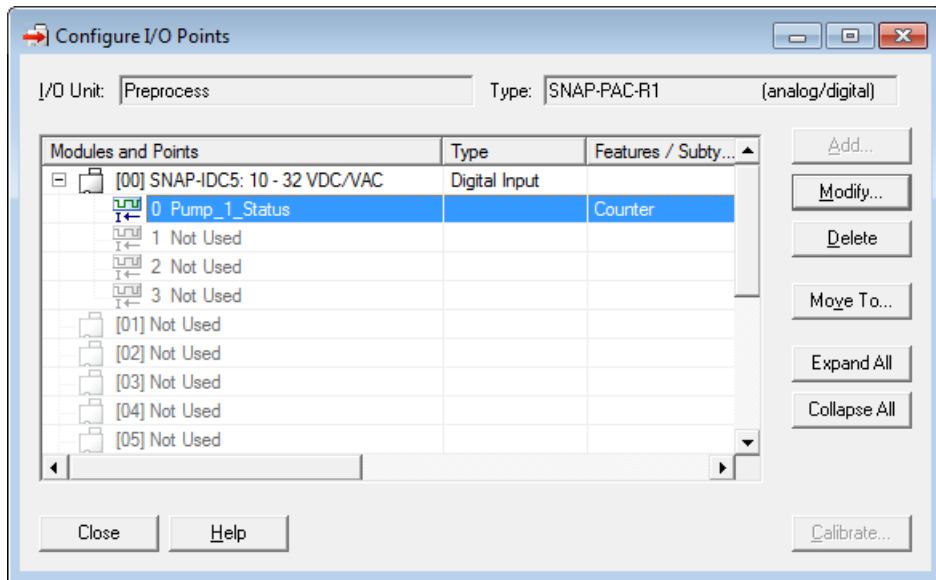 Configure I/O Points
I/O Unit: Preprocess Type: SNAP-PAC-R1 (analog/digital)
Modules and Points Type Features / Subty...
[00] SNAP-IDC5: 10 - 32 VDC/VAC Digital Input
0 Pump_1_Status Counter
1 Not Used
2 Not Used
3 Not Used
[01] Not Used
[02] Not Used
[03] Not Used
[04] Not Used
[05] Not Used
Add...
Modify...
Delete
Move To...
Expand All
Collapse All
Close Help Calibrate...